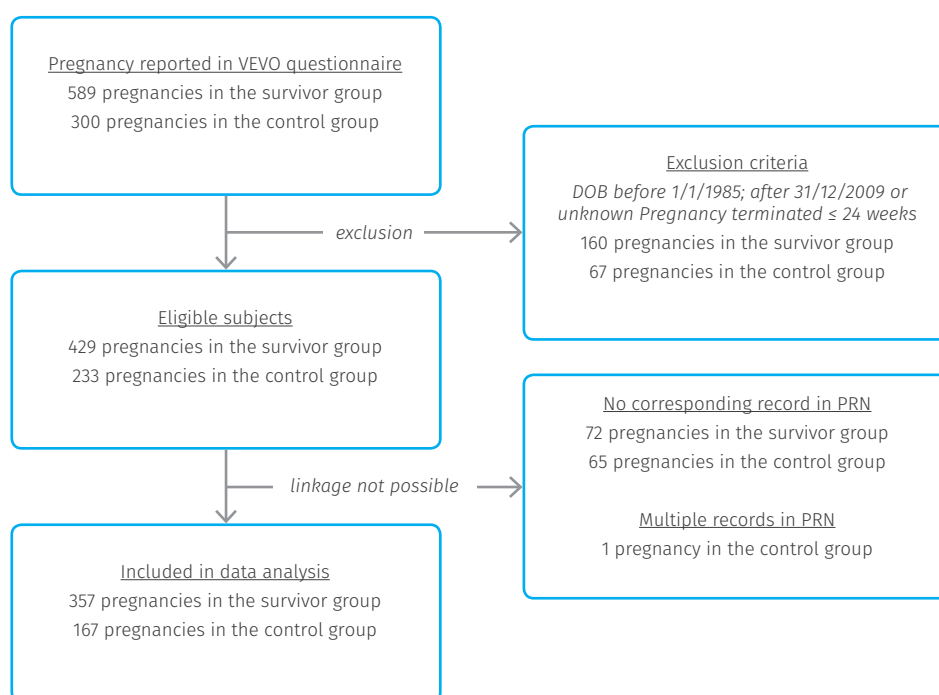 Pregnancy reported in VEVO questionnaire
589 pregnancies in the survivor group
300 pregnancies in the control group
exclusion
Exclusion criteria
DOB before 1/1/1985; after 31/12/2009 or
unknown Pregnancy terminated ≤ 24 weeks
160 pregnancies in the survivor group
67 pregnancies in the control group
Eligible subjects
429 pregnancies in the survivor group
233 pregnancies in the control group
linkage not possible
No corresponding record in PRN
72 pregnancies in the survivor group
65 pregnancies in the control group
Multiple records in PRN
1 pregnancy in the control group
Included in data analysis
357 pregnancies in the survivor group
167 pregnancies in the control group